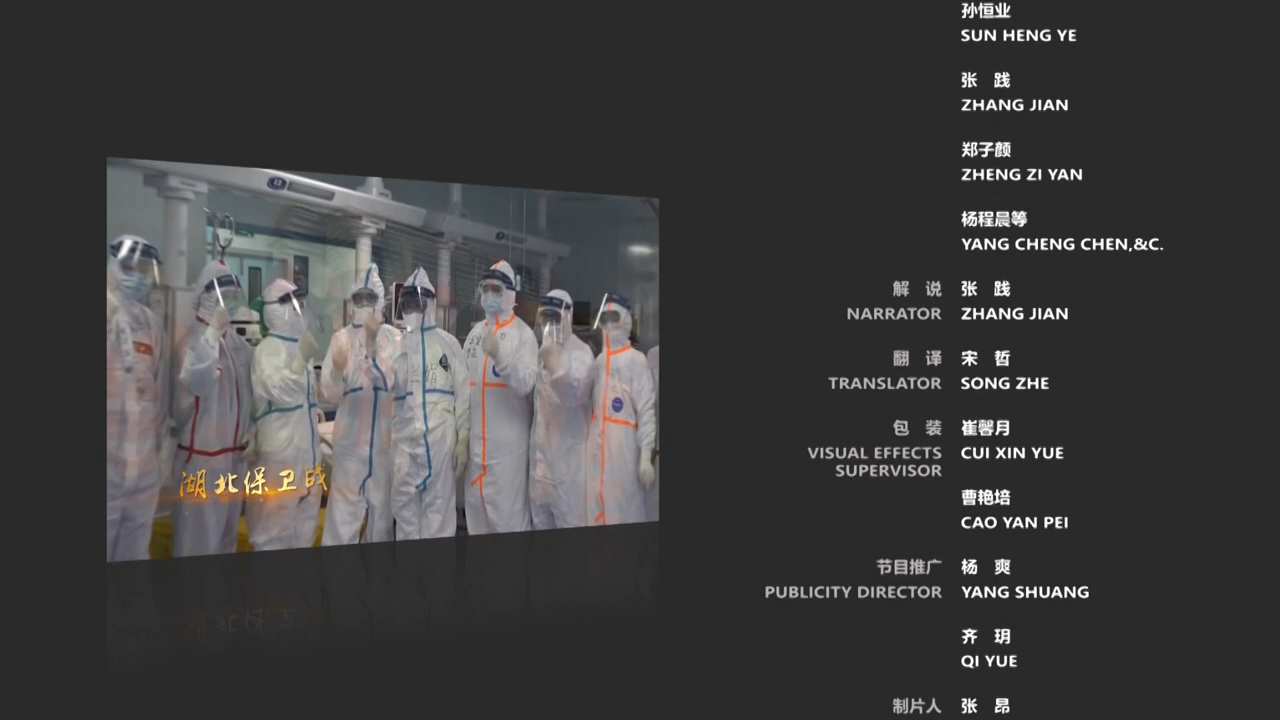 孙恒业
SUN HENG YE
张 践
ZHANG JIAN
郑子颜
ZHENG ZI YAN
杨程晨等
YANG CHENG CHEN,&C.
解 说 张 践
NARRATOR ZHANG JIAN
翻 译 宋 哲
TRANSLATOR SONG ZHE
包 装 崔馨月
VISUAL EFFECTS CUI XIN YUE
SUPERVISOR
曹艳培
CAO YAN PEI
节目推广 杨 爽
PUBLICITY DIRECTOR YANG SHUANG
齐 玥
QI YUE
制片人 张 昂
湖北保卫战